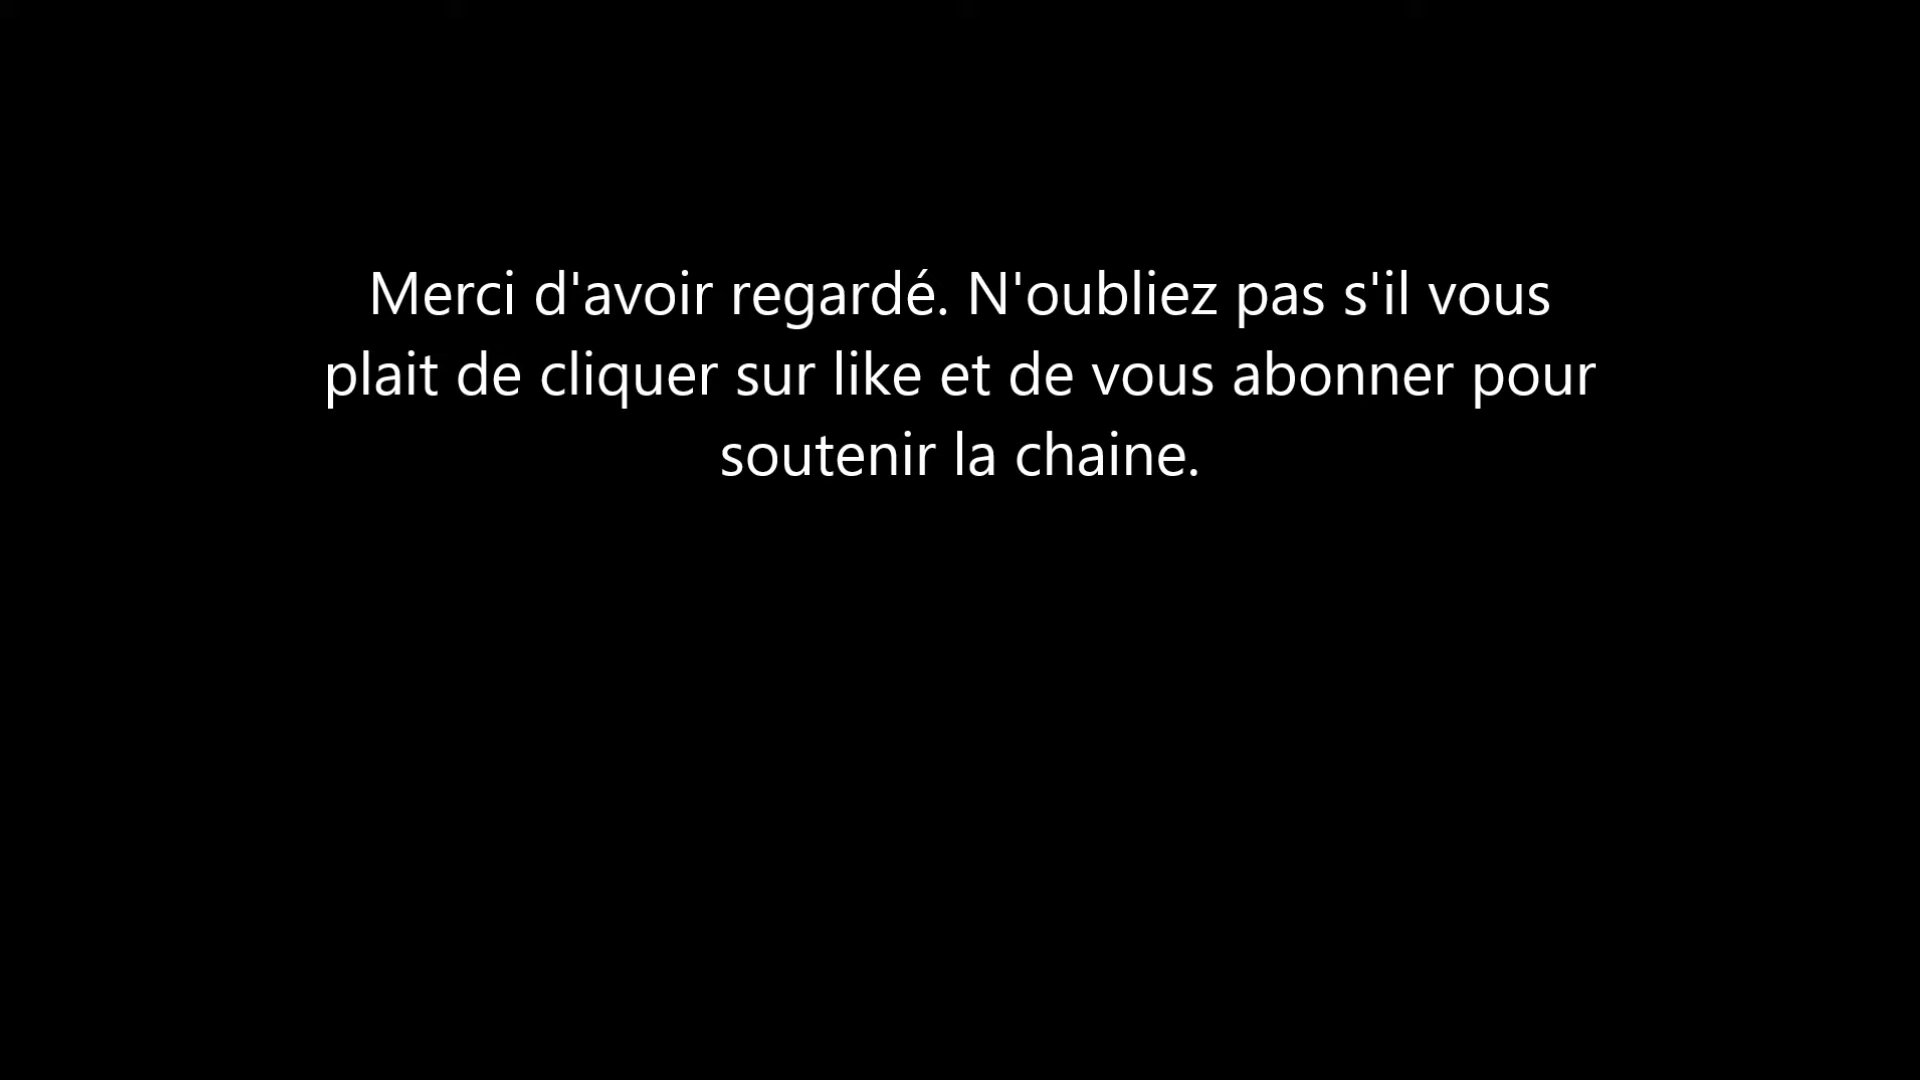 Merci d'avoir regardé. N'oubliez pas s'il vous
plait de cliquer sur like et de vous abonner pour
soutenir la chaine.